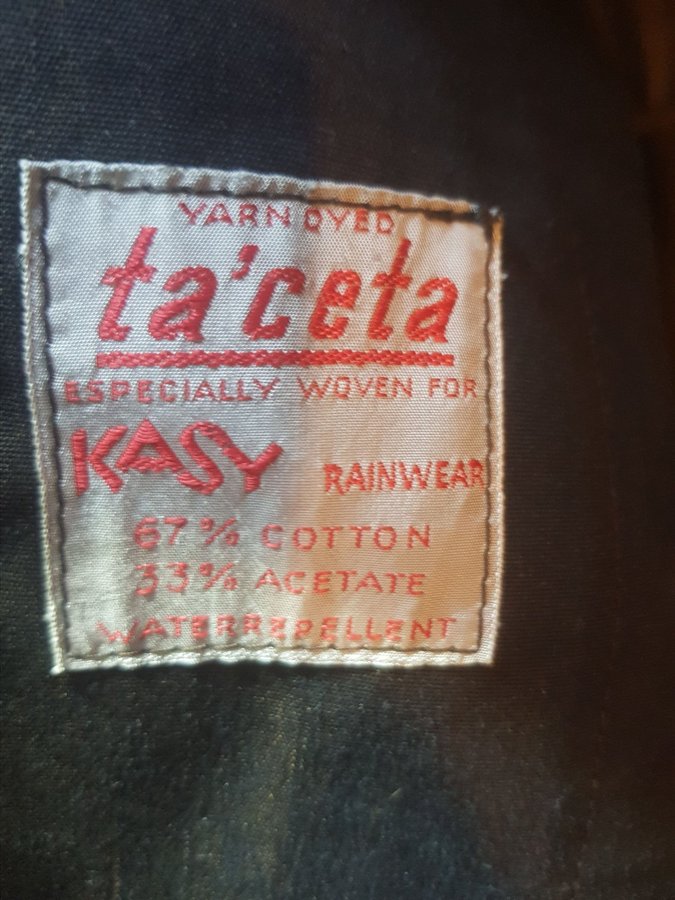 YARN DYED
ta'ceta
ESPECIALLY WOVEN FOR
KASY RAINWEAR
67% COTTON
33% ACETATE
WATERREPELLENT